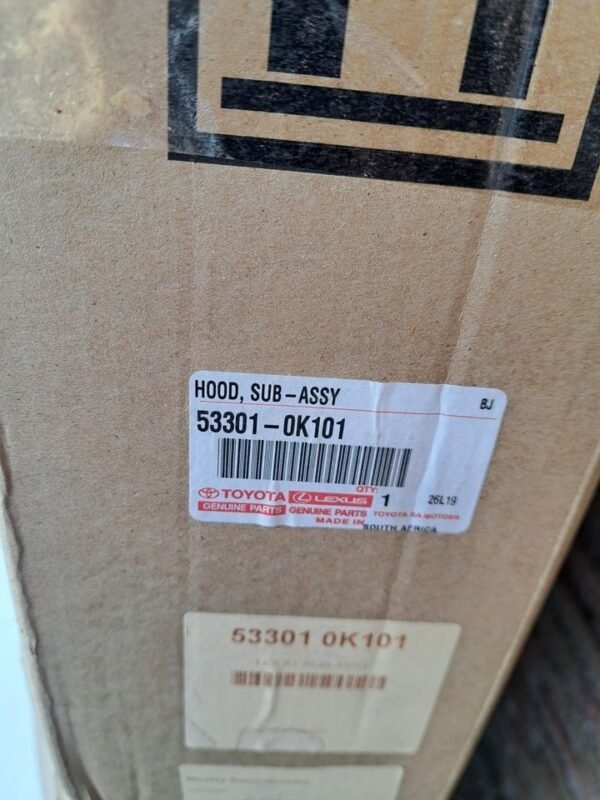 HOOD, SUB-ASSY BJ
53301-0K101
QTY: 1 26L19
TOYOTA LEXUS
GENUINE PARTS GENUINE PARTS TOYOTA SA MOTORS
MADE IN SOUTH AFRICA
53301 0K101